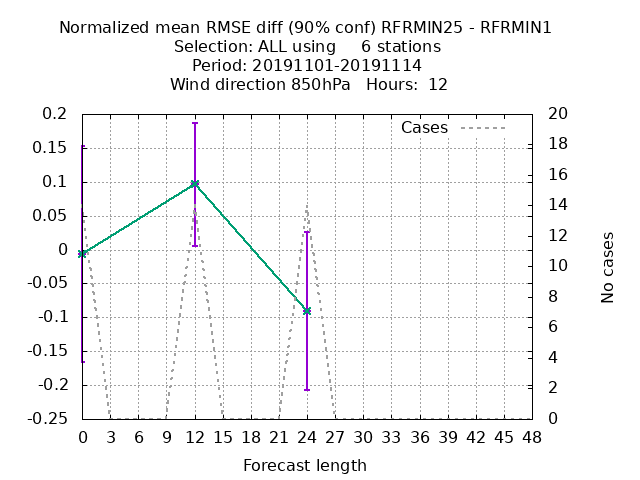 Normalized mean RMSE diff (90% conf) RFRMIN25 - RFRMIN1
Selection: ALL using     6 stations
Period: 20191101-20191114
Wind direction 850hPa   Hours:  12
Cases
0.2
0.15
0.1
0.05
0
-0.05
-0.1
-0.15
-0.2
-0.25
20
18
16
14
12
10
8
6
4
2
0
No cases
0 3 6 9 12 15 18 21 24 27 30 33 36 39 42 45 48
Forecast length